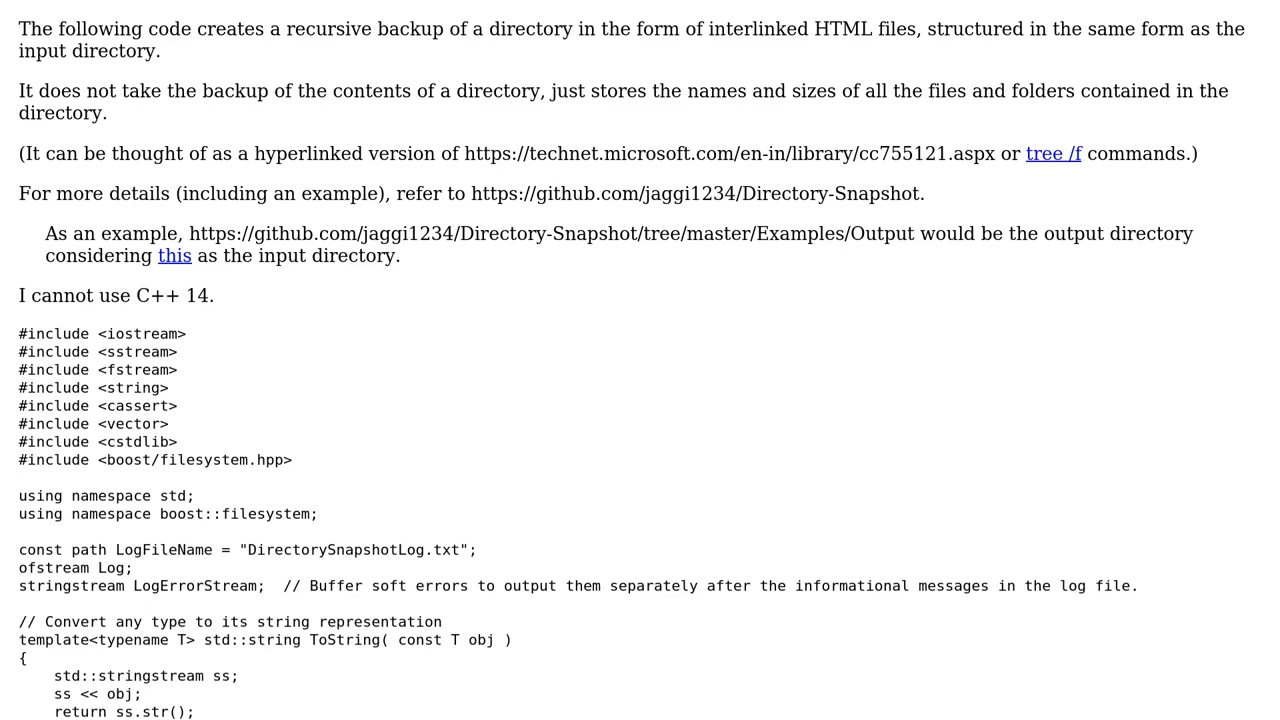 The following code creates a recursive backup of a directory in the form of interlinked HTML files, structured in the same form as the
input directory.
It does not take the backup of the contents of a directory, just stores the names and sizes of all the files and folders contained in the
directory.
(It can be thought of as a hyperlinked version of https://technet.microsoft.com/en-in/library/cc755121.aspx or tree /f commands.)
For more details (including an example), refer to https://github.com/jaggi1234/Directory-Snapshot.
As an example, https://github.com/jaggi1234/Directory-Snapshot/tree/master/Examples/Output would be the output directory
considering this as the input directory.
I cannot use C++ 14.
#include <iostream>
#include <sstream>
#include <fstream>
#include <string>
#include <cassert>
#include <vector>
#include <cstdlib>
#include <boost/filesystem.hpp>

using namespace std;
using namespace boost::filesystem;

const path LogFileName = "DirectorySnapshotLog.txt";
ofstream Log;
stringstream LogErrorStream;  // Buffer soft errors to output them separately after the informational messages in the log file.

// Convert any type to its string representation
template<typename T> std::string ToString( const T obj )
{
    std::stringstream ss;
    ss << obj;
    return ss.str();